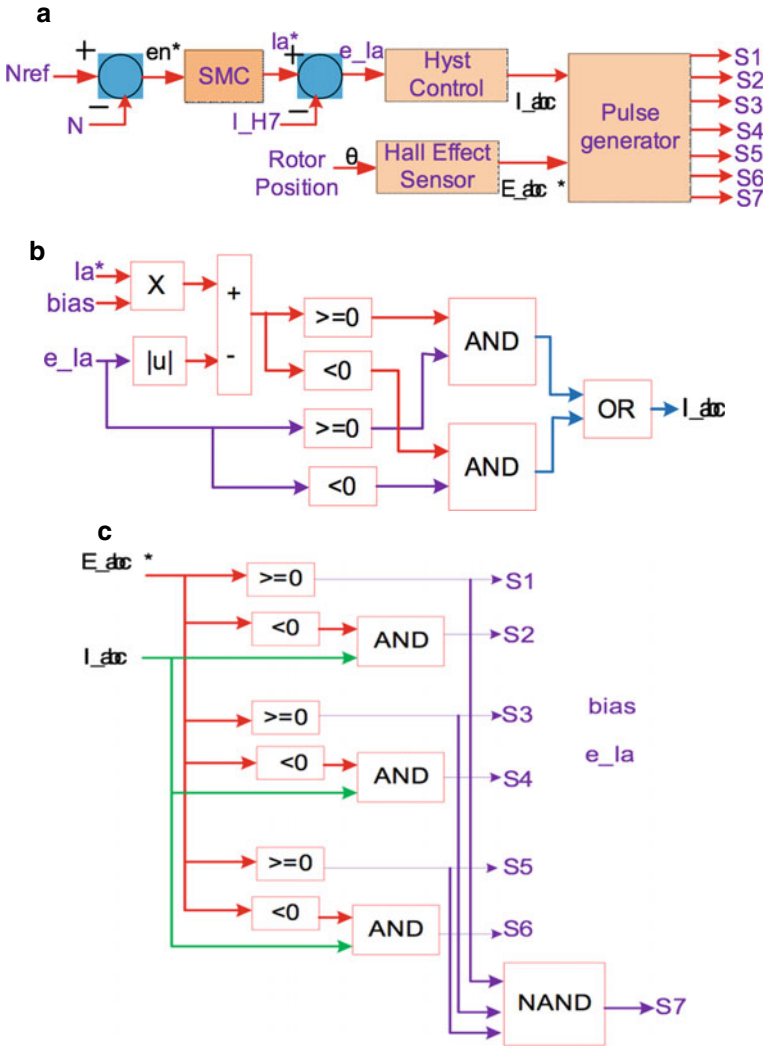 a
Nref
+
−
N
en*
SMC
Ia*
+
−
I_H7
e_Ia
Hyst Control
I_abc
Rotor Position
θ
Hall Effect Sensor
E_abc *
Pulse generator
S1
S2
S3
S4
S5
S6
S7
b
Ia*
bias
X
e_Ia
|u|
+
-
>=0
<0
>=0
<0
AND
AND
OR
I_abc
c
E_abc *
I_abc
>=0
S1
<0
AND
S2
>=0
S3
bias
<0
AND
S4
e_Ia
>=0
S5
<0
AND
S6
NAND
S7